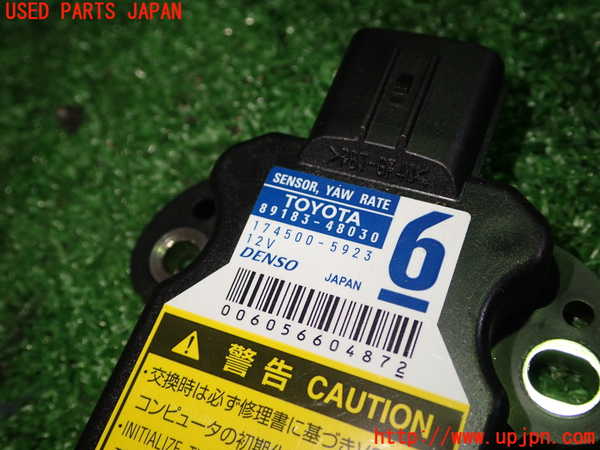 USED PARTS JAPAN
>PBT-GF30<
SENSOR, YAW RATE
TOYOTA
89183-48030
174500-5923
12V
DENSO
JAPAN
6
006056604872
警告 CAUTION
・交換時は必ず修理書に基づき
コンピュータの初期
・INITIALIZE
http://www.upjpn.com/